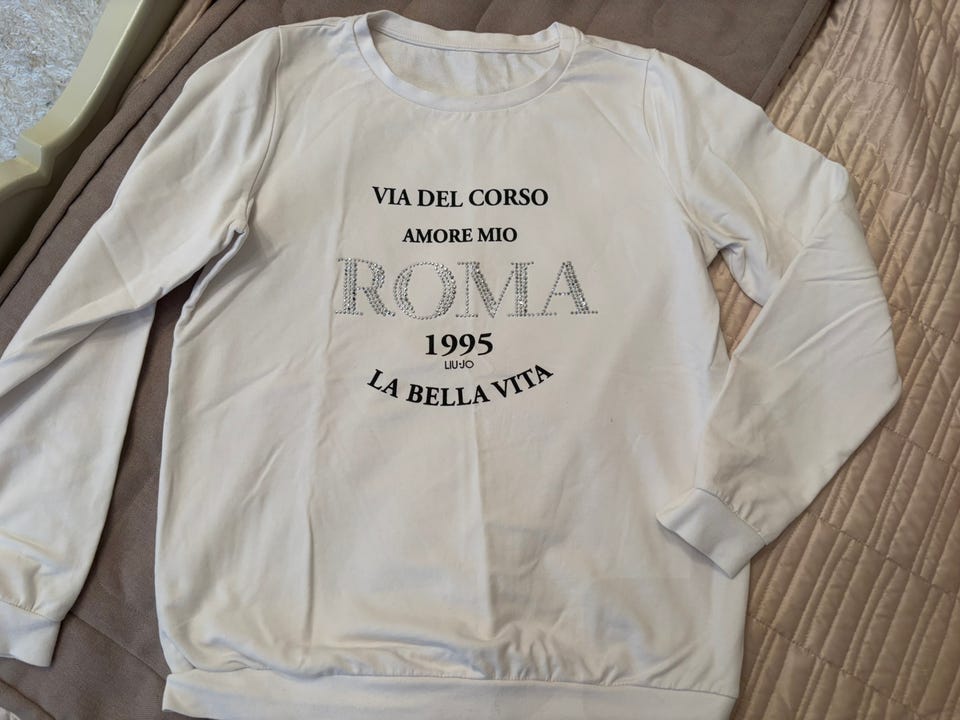 VIA DEL CORSO
AMORE MIO
ROMA
1995
LIU·JO
LA BELLA VITA